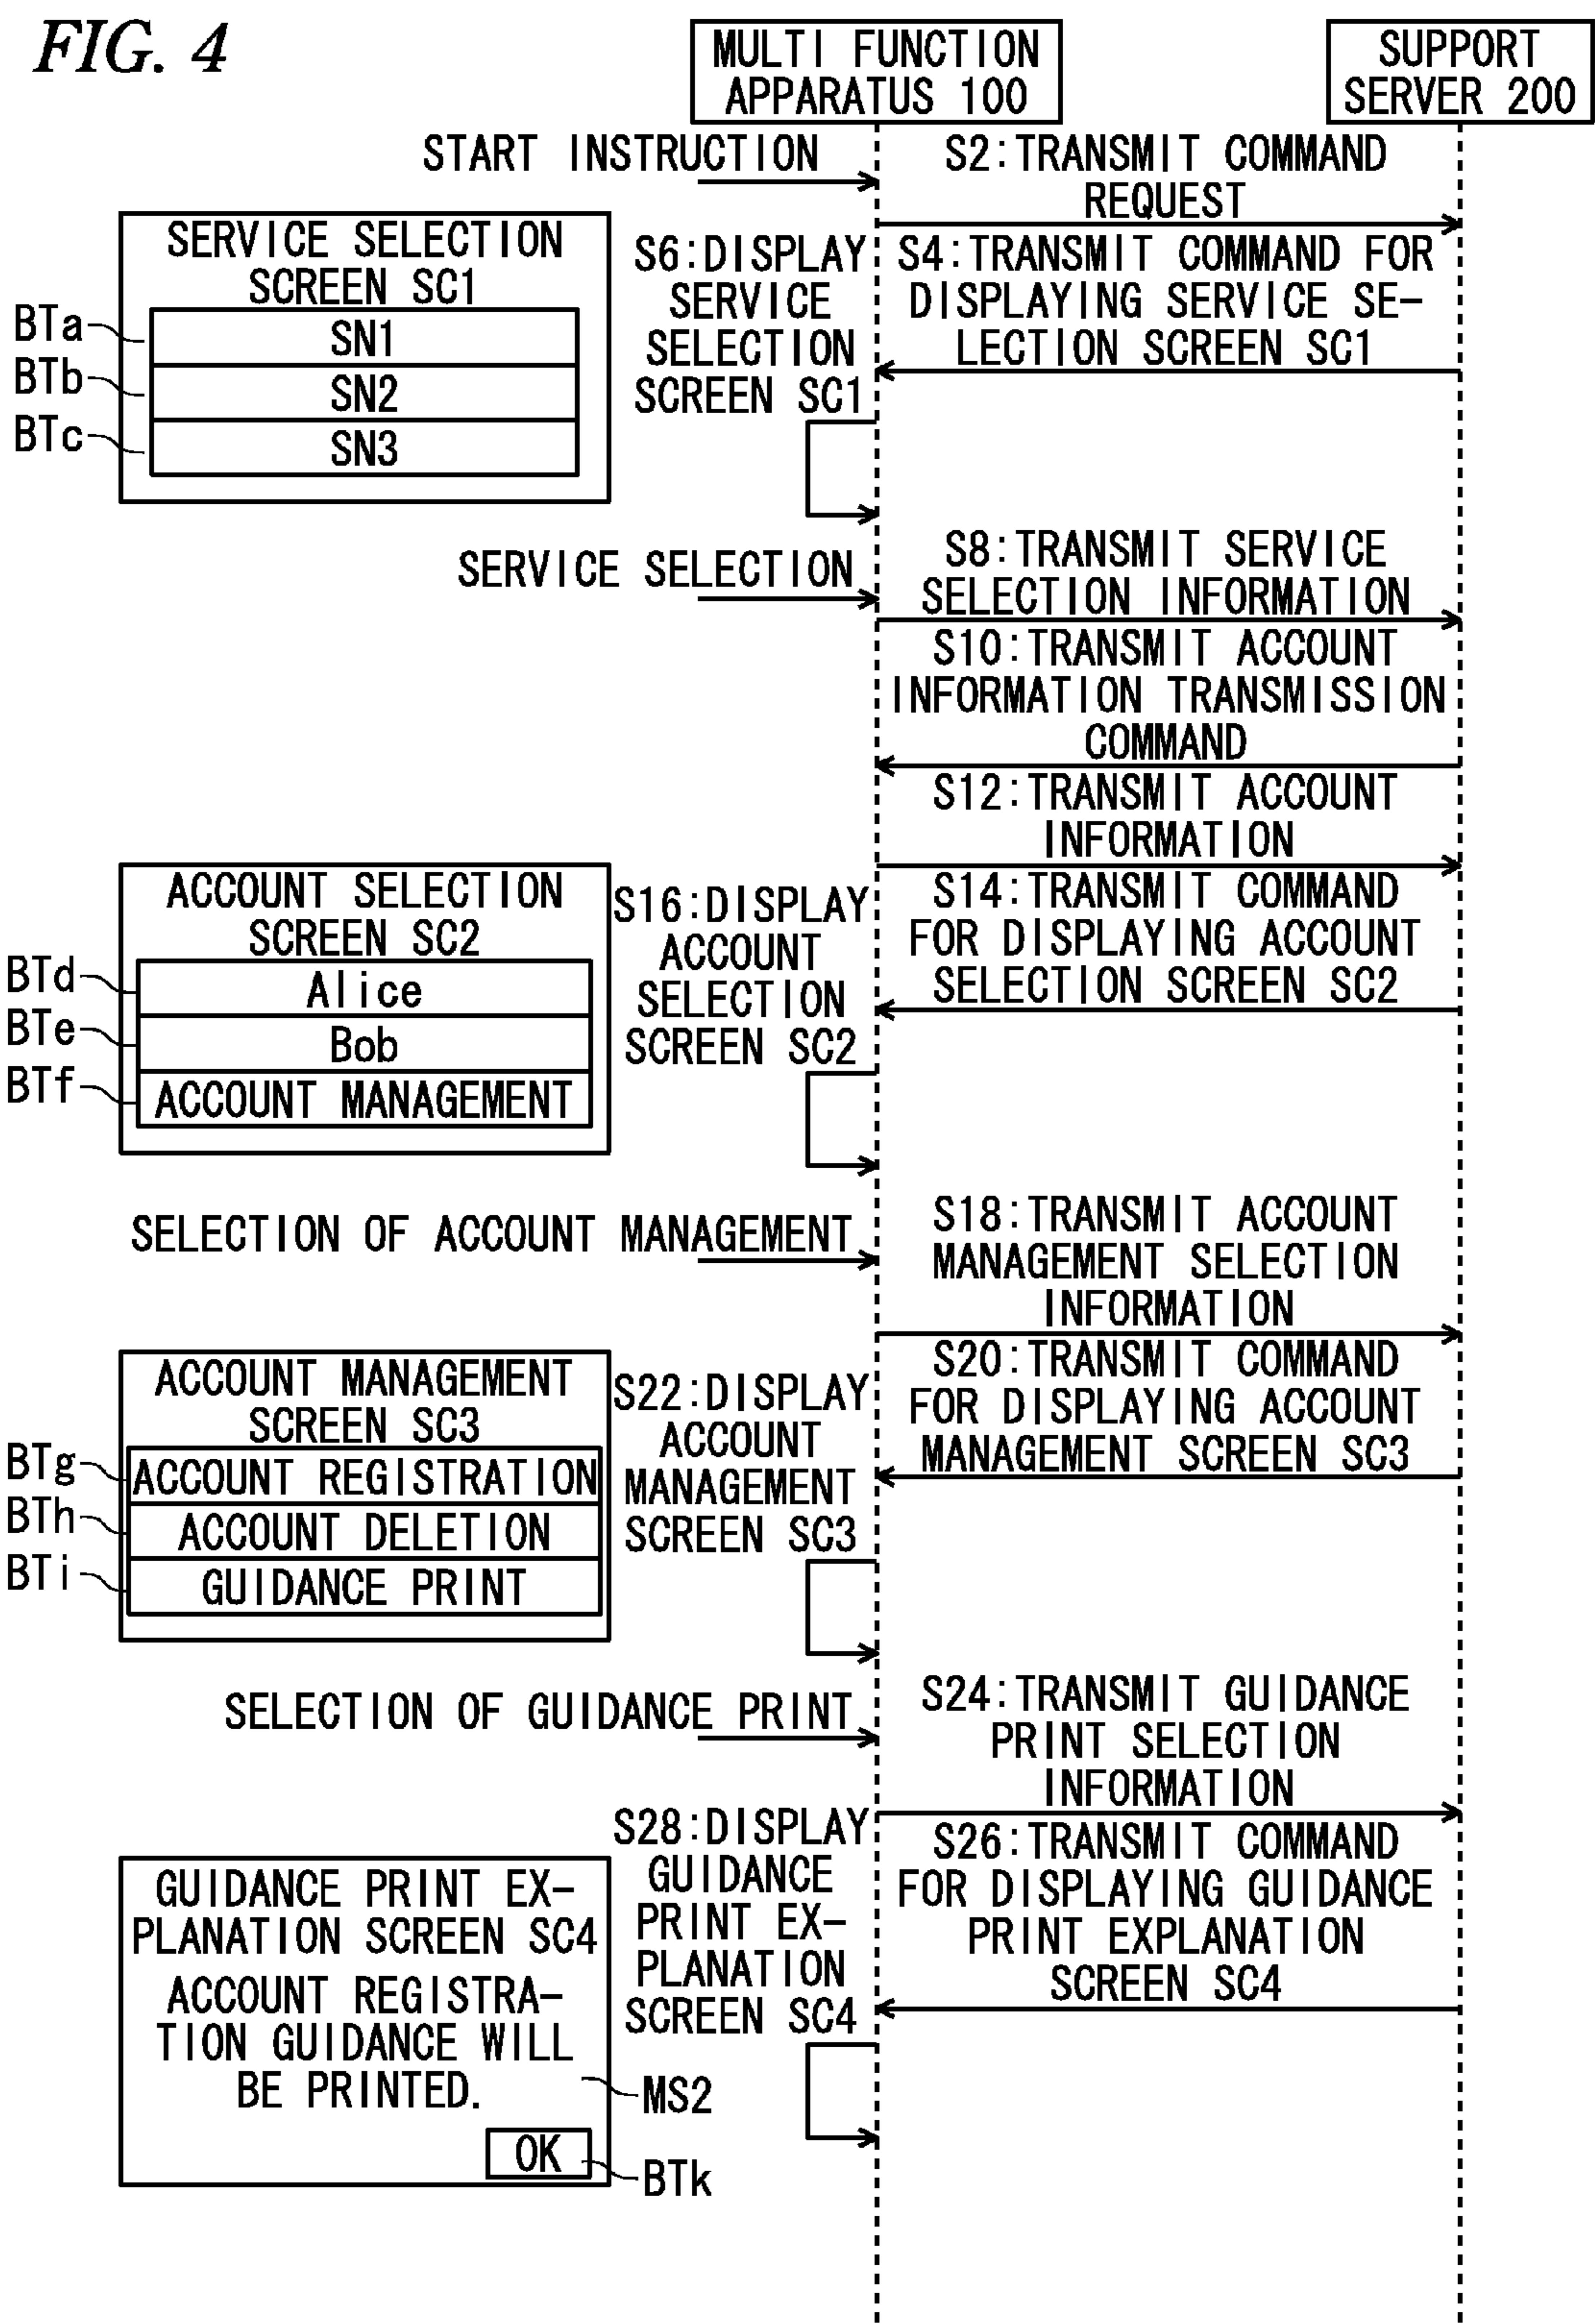 FIG. 4
MULTI FUNCTION
APPARATUS 100
SUPPORT
SERVER 200
START INSTRUCTION
S2:TRANSMIT COMMAND
REQUEST
SERVICE SELECTION
SCREEN SC1
BTa
SN1
BTb
SN2
BTc
SN3
S6:DISPLAY
SERVICE
SELECTION
SCREEN SC1
S4:TRANSMIT COMMAND FOR
DISPLAYING SERVICE SE-
LECTION SCREEN SC1
SERVICE SELECTION
S8:TRANSMIT SERVICE
SELECTION INFORMATION
S10:TRANSMIT ACCOUNT
INFORMATION TRANSMISSION
COMMAND
S12:TRANSMIT ACCOUNT
INFORMATION
ACCOUNT SELECTION
SCREEN SC2
BTd
Alice
BTe
Bob
BTf
ACCOUNT MANAGEMENT
S16:DISPLAY
ACCOUNT
SELECTION
SCREEN SC2
S14:TRANSMIT COMMAND
FOR DISPLAYING ACCOUNT
SELECTION SCREEN SC2
SELECTION OF ACCOUNT MANAGEMENT
S18:TRANSMIT ACCOUNT
MANAGEMENT SELECTION
INFORMATION
ACCOUNT MANAGEMENT
SCREEN SC3
BTg
ACCOUNT REGISTRATION
BTh
ACCOUNT DELETION
BTi
GUIDANCE PRINT
S22:DISPLAY
ACCOUNT
MANAGEMENT
SCREEN SC3
S20:TRANSMIT COMMAND
FOR DISPLAYING ACCOUNT
MANAGEMENT SCREEN SC3
SELECTION OF GUIDANCE PRINT
S24:TRANSMIT GUIDANCE
PRINT SELECTION
INFORMATION
GUIDANCE PRINT EX-
PLANATION SCREEN SC4
ACCOUNT REGISTRA-
TION GUIDANCE WILL
BE PRINTED.
MS2
OK
BTk
S28:DISPLAY
GUIDANCE
PRINT EX-
PLANATION
SCREEN SC4
S26:TRANSMIT COMMAND
FOR DISPLAYING GUIDANCE
PRINT EXPLANATION
SCREEN SC4